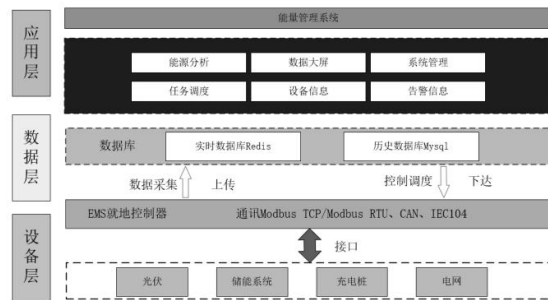 能量管理系统
应用层
能源分析 数据大屏 系统管理
任务调度 设备信息 告警信息
数据层
数据库 实时数据库Redis 历史数据库Mysql
数据采集 上传 控制调度 下达
设备层
EMS就地控制器 通讯Modbus TCP/Modbus RTU、CAN、IEC104
接口
光伏 储能系统 充电桩 电网